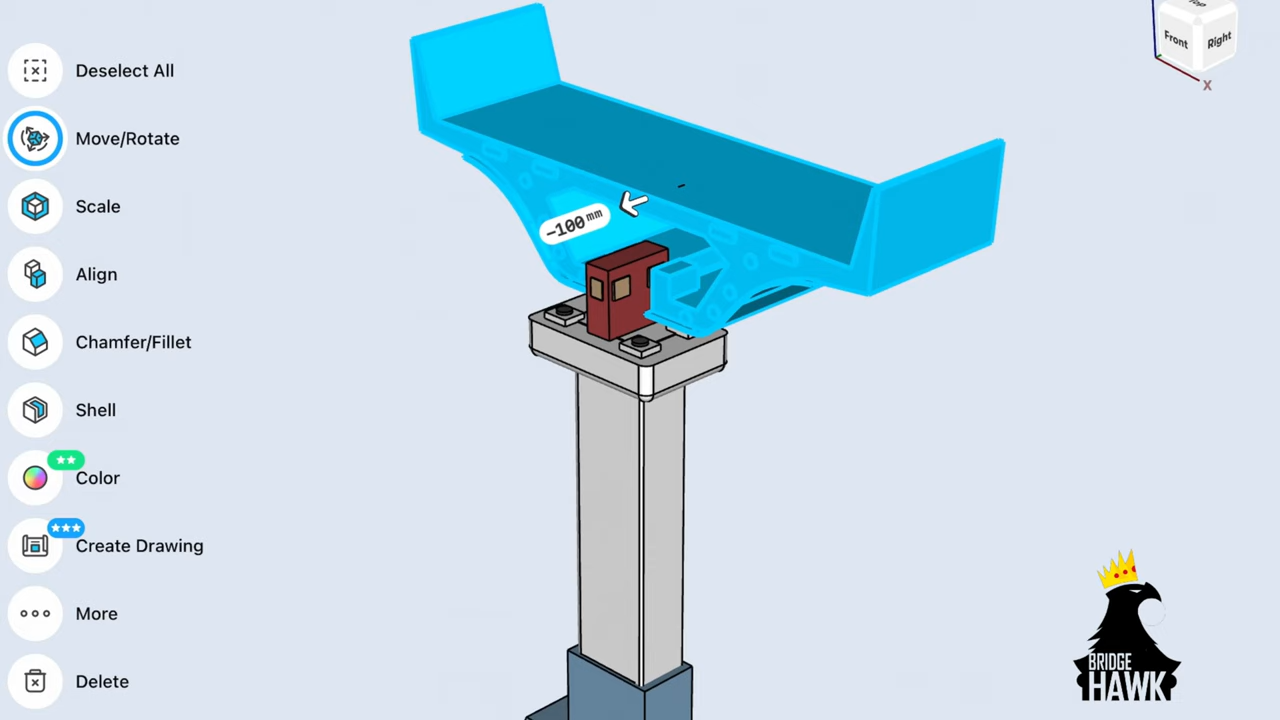 Deselect All
Move/Rotate
Scale
Align
Chamfer/Fillet
Shell
Color
Create Drawing
More
Delete
-100 mm
Top
Front
Right
X
BRIDGE
HAWK